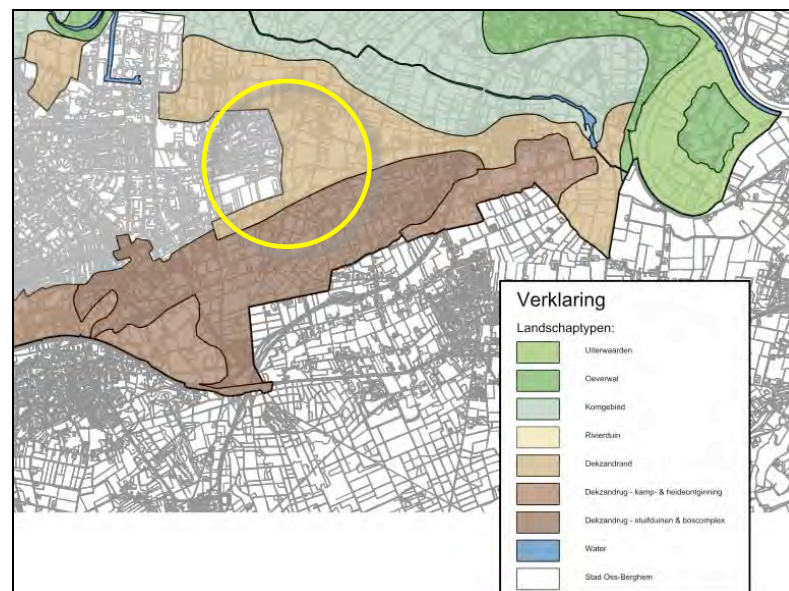 Verklaring
Landschaptypen:
Uiterwaarden
Oeverwal
Komgebied
Rivierduin
Dekzandrand
Dekzandrug - kamp- & heideontginning
Dekzandrug - stuifduinen & boscomplex
Water
Stad Oss-Berghem